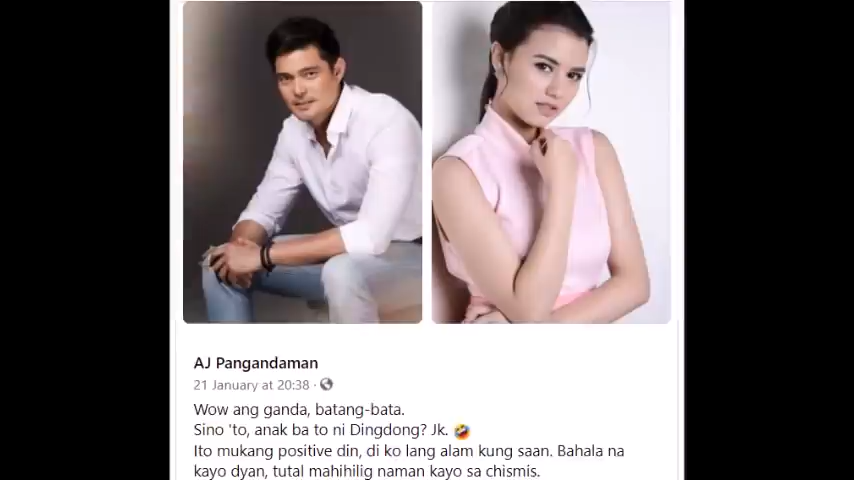 AJ Pangandaman
21 January at 20:38 ·
Wow ang ganda, batang-bata.
Sino 'to, anak ba to ni Dingdong? Jk. 🤣
Ito mukang positive din, di ko lang alam kung saan. Bahala na
kayo dyan, tutal mahihilig naman kayo sa chismis.